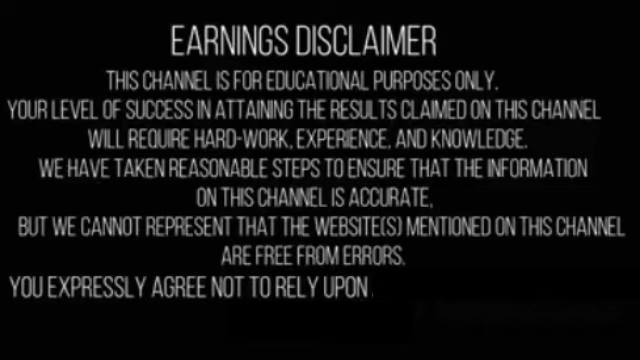 EARNINGS DISCLAIMER
THIS CHANNEL IS FOR EDUCATIONAL PURPOSES ONLY.
YOUR LEVEL OF SUCCESS IN ATTAINING THE RESULTS CLAIMED ON THIS CHANNEL
WILL REQUIRE HARD-WORK, EXPERIENCE, AND KNOWLEDGE.
WE HAVE TAKEN REASONABLE STEPS TO ENSURE THAT THE INFORMATION
ON THIS CHANNEL IS ACCURATE,
BUT WE CANNOT REPRESENT THAT THE WEBSITE(S) MENTIONED ON THIS CHANNEL
ARE FREE FROM ERRORS.
YOU EXPRESSLY AGREE NOT TO RELY UPON